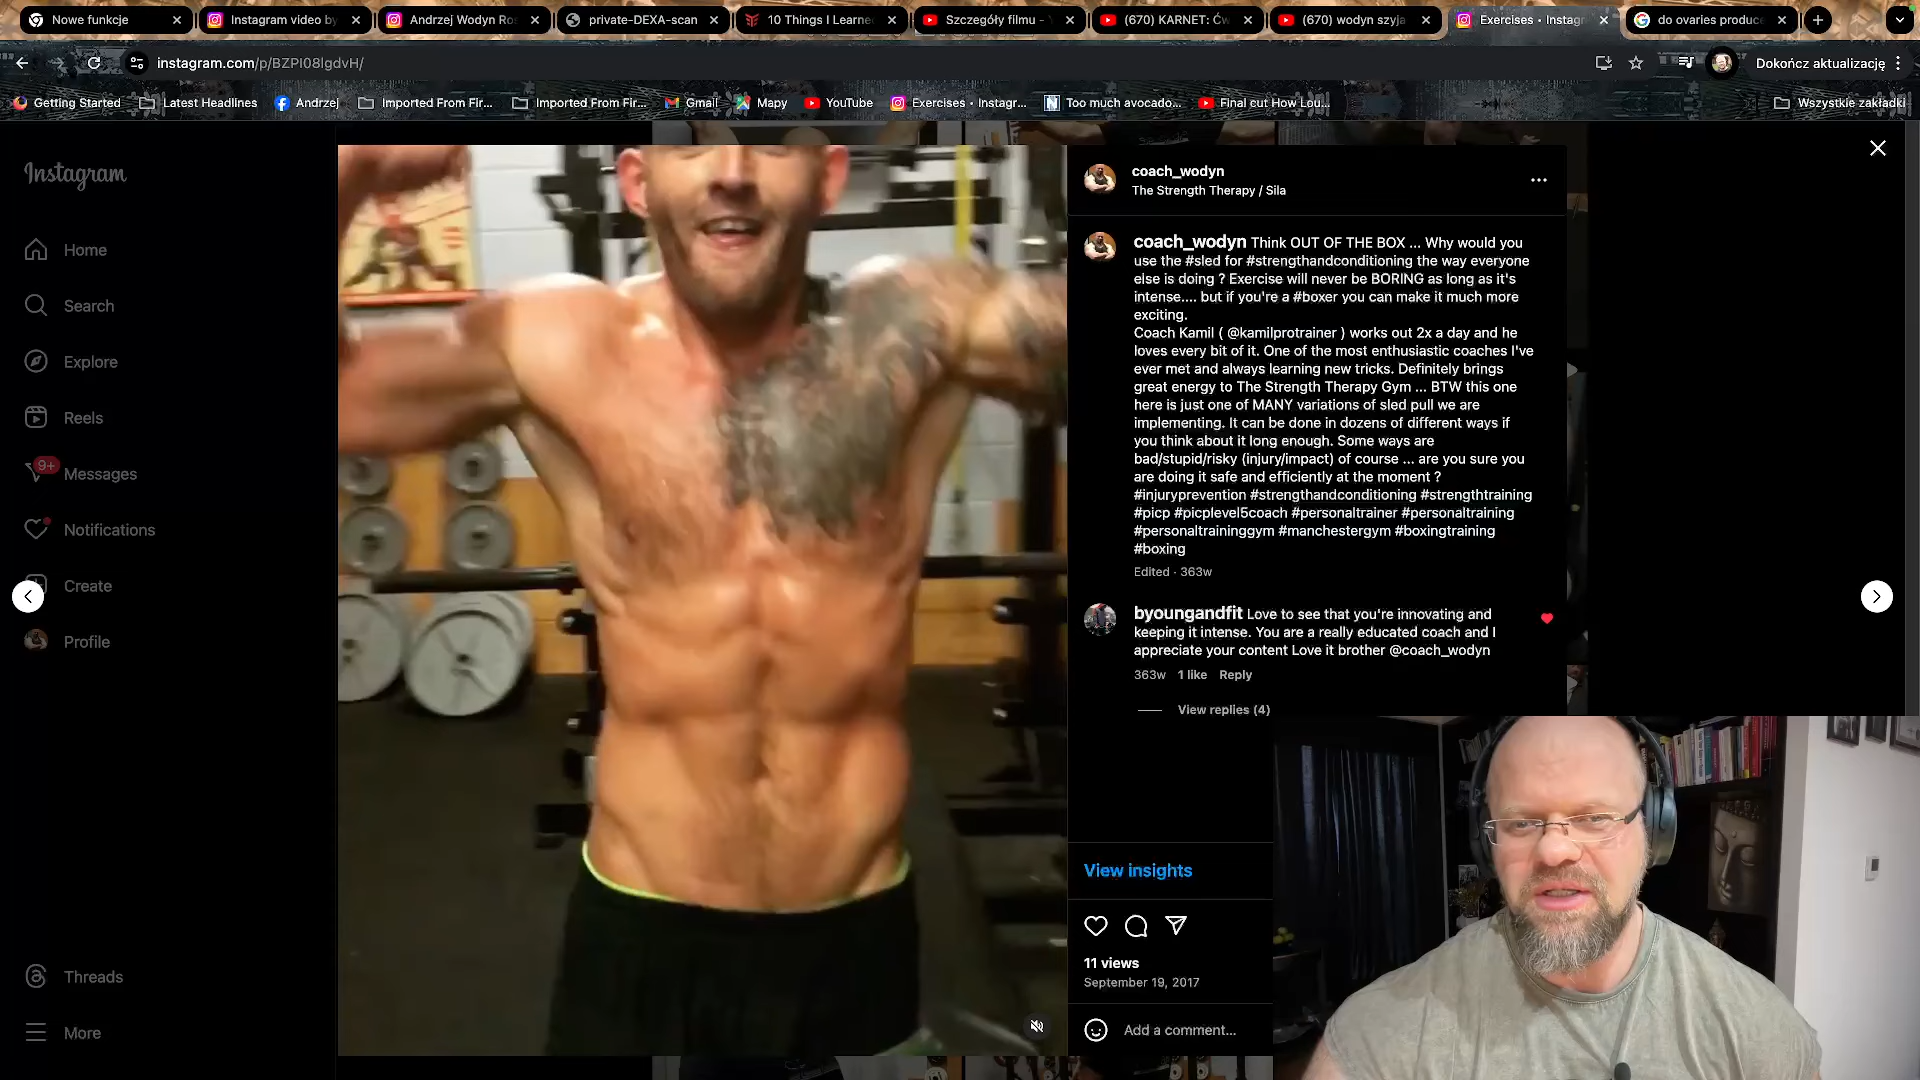 Nowe funkcje
Instagram video by
Andrzej Wodyn Ros
private-DEXA-scan
10 Things I Learne
Szczegóły filmu - Y
(670) KARNET: Ćw
(670) wodyn szyja
Exercises • Instagr
do ovaries produce
instagram.com/p/BZPI08lgdvH/
Dokończ aktualizację
Getting Started
Latest Headlines
Andrzej
Imported From Fir...
Imported From Fir...
Gmail
Mapy
YouTube
Exercises • Instagr...
Too much avocado...
Final cut How Lou...
Wszystkie zakładki
Instagram
Home
Search
Explore
Reels
9+
Messages
Notifications
Create
Profile
Threads
More
coach_wodyn
The Strength Therapy / Sila
coach_wodyn Think OUT OF THE BOX ... Why would you
use the #sled for #strengthandconditioning the way everyone
else is doing ? Exercise will never be BORING as long as it's
intense.... but if you're a #boxer you can make it much more
exciting.
Coach Kamil ( @kamilprotrainer ) works out 2x a day and he
loves every bit of it. One of the most enthusiastic coaches I've
ever met and always learning new tricks. Definitely brings
great energy to The Strength Therapy Gym ... BTW this one
here is just one of MANY variations of sled pull we are
implementing. It can be done in dozens of different ways if
you think about it long enough. Some ways are
bad/stupid/risky (injury/impact) of course ... are you sure you
are doing it safe and efficiently at the moment ?
#injuryprevention #strengthandconditioning #strengthtraining
#picp #picplevel5coach #personaltrainer #personaltraining
#personaltraininggym #manchestergym #boxingtraining
#boxing
Edited · 363w
byoungandfit Love to see that you're innovating and
keeping it intense. You are a really educated coach and I
appreciate your content Love it brother @coach_wodyn
363w 1 like Reply
View replies (4)
View insights
11 views
September 19, 2017
Add a comment...